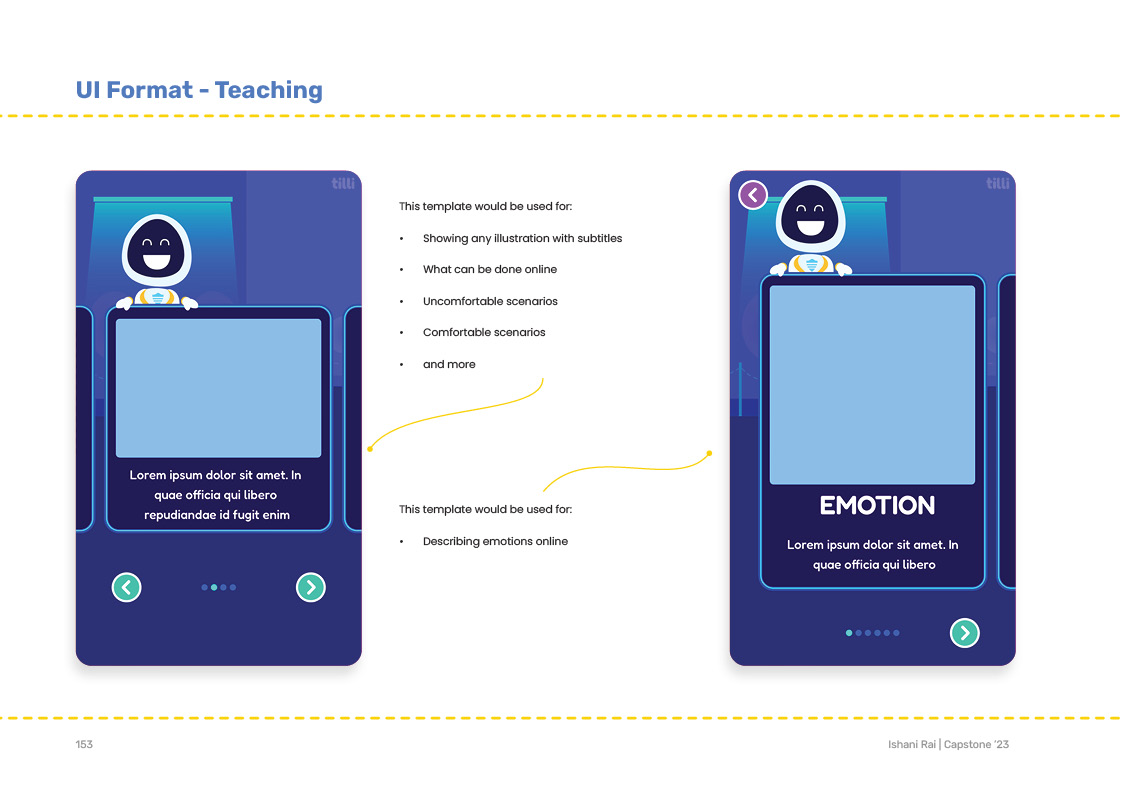 UI Format - Teaching
tilli
Lorem ipsum dolor sit amet. In
quae officia qui libero
repudiandae id fugit enim
This template would be used for:
• Showing any illustration with subtitles
• What can be done online
• Uncomfortable scenarios
• Comfortable scenarios
• and more
This template would be used for:
• Describing emotions online
tilli
EMOTION
Lorem ipsum dolor sit amet. In
quae officia qui libero
153
Ishani Rai | Capstone '23